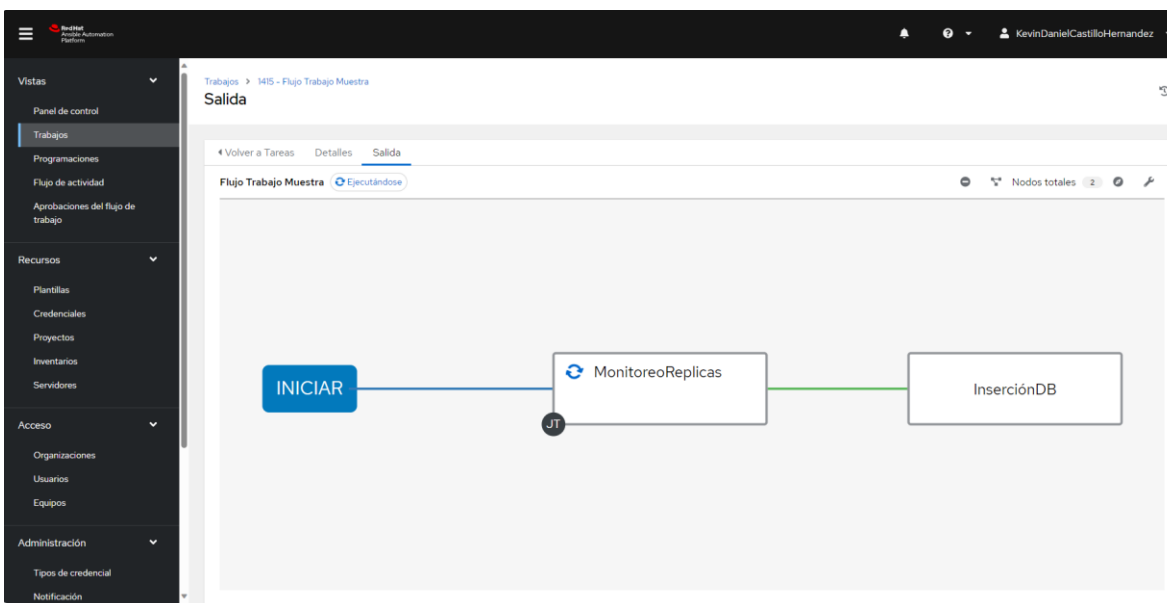 Red Hat
Ansible Automation
Platform
KevinDanielCastilloHernandez
Vistas
Panel de control
Trabajos
Programaciones
Flujo de actividad
Aprobaciones del flujo de
trabajo
Recursos
Plantillas
Credenciales
Proyectos
Inventarios
Servidores
Acceso
Organizaciones
Usuarios
Equipos
Administración
Tipos de credencial
Notificación
Trabajos > 1415 - Flujo Trabajo Muestra
Salida
Volver a Tareas Detalles Salida
Flujo Trabajo Muestra Ejecutándose
Nodos totales 2
INICIAR
MonitoreoReplicas
JT
InserciónDB